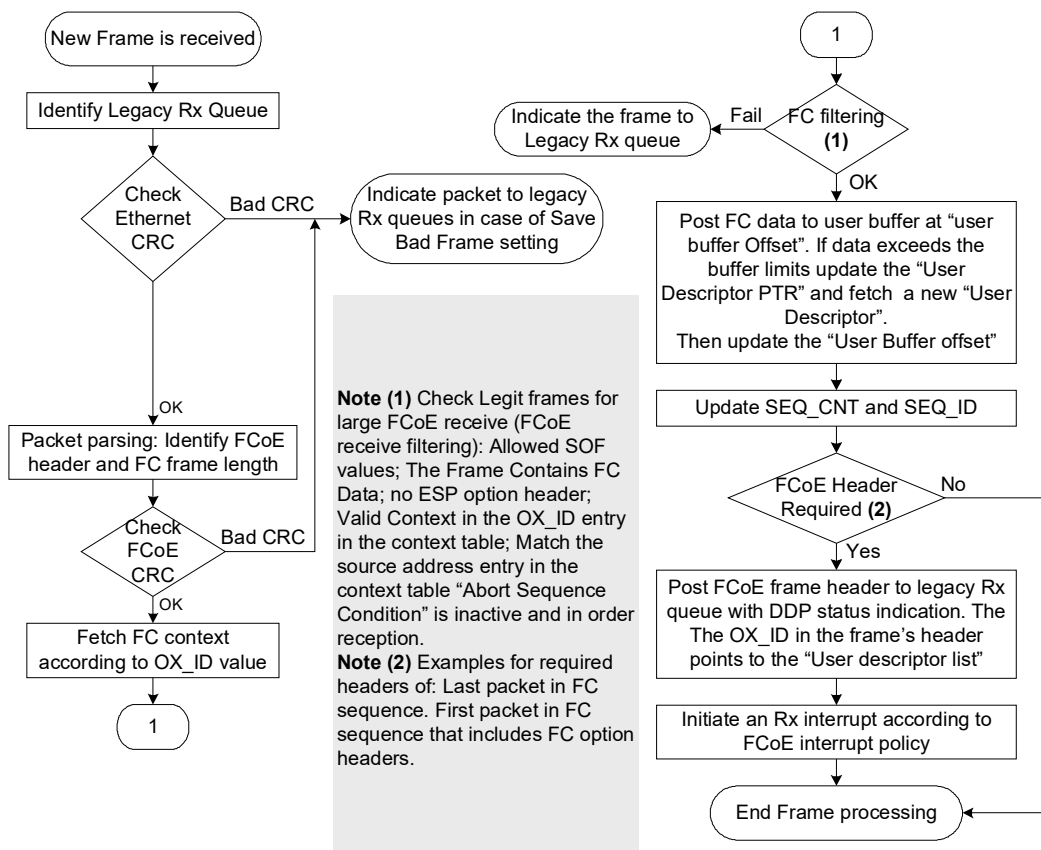 New Frame is received
Identify Legacy Rx Queue
Check
Ethernet
CRC
Bad CRC
Indicate packet to legacy
Rx queues in case of Save
Bad Frame setting
OK
Packet parsing: Identify FCoE
header and FC frame length
Check
FCoE
CRC
Bad CRC
OK
Fetch FC context
according to OX_ID value
1
Note (1) Check Legit frames for
large FCoE receive (FCoE
receive filtering): Allowed SOF
values; The Frame Contains FC
Data; no ESP option header;
Valid Context in the OX_ID entry
in the context table; Match the
source address entry in the
context table “Abort Sequence
Condition” is inactive and in order
reception.
Note (2) Examples for required
headers of: Last packet in FC
sequence. First packet in FC
sequence that includes FC option
headers.
1
FC filtering
(1)
Fail
Indicate the frame to
Legacy Rx queue
OK
Post FC data to user buffer at “user
buffer Offset”. If data exceeds the
buffer limits update the “User
Descriptor PTR” and fetch a new “User
Descriptor”.
Then update the “User Buffer offset”
Update SEQ_CNT and SEQ_ID
FCoE Header
Required (2)
No
Yes
Post FCoE frame header to legacy Rx
queue with DDP status indication. The
The OX_ID in the frame’s header
points to the “User descriptor list”
Initiate an Rx interrupt according to
FCoE interrupt policy
End Frame processing